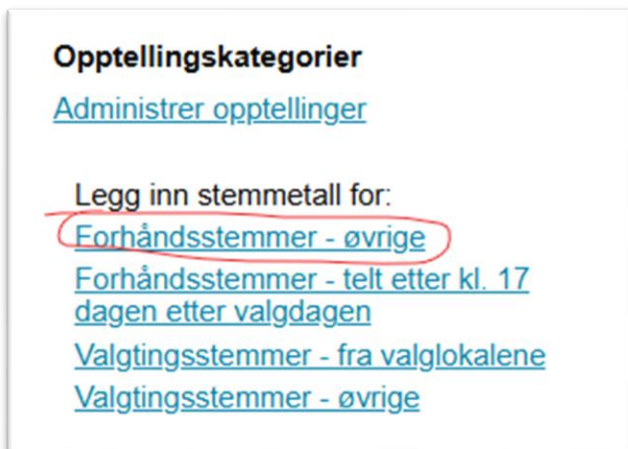 Opptellingskategorier
Administrer opptellinger
Legg inn stemmetall for:
Forhåndsstemmer - øvrige
Forhåndsstemmer - telt etter kl. 17
dagen etter valgdagen
Valgtingsstemmer - fra valglokalene
Valgtingsstemmer - øvrige